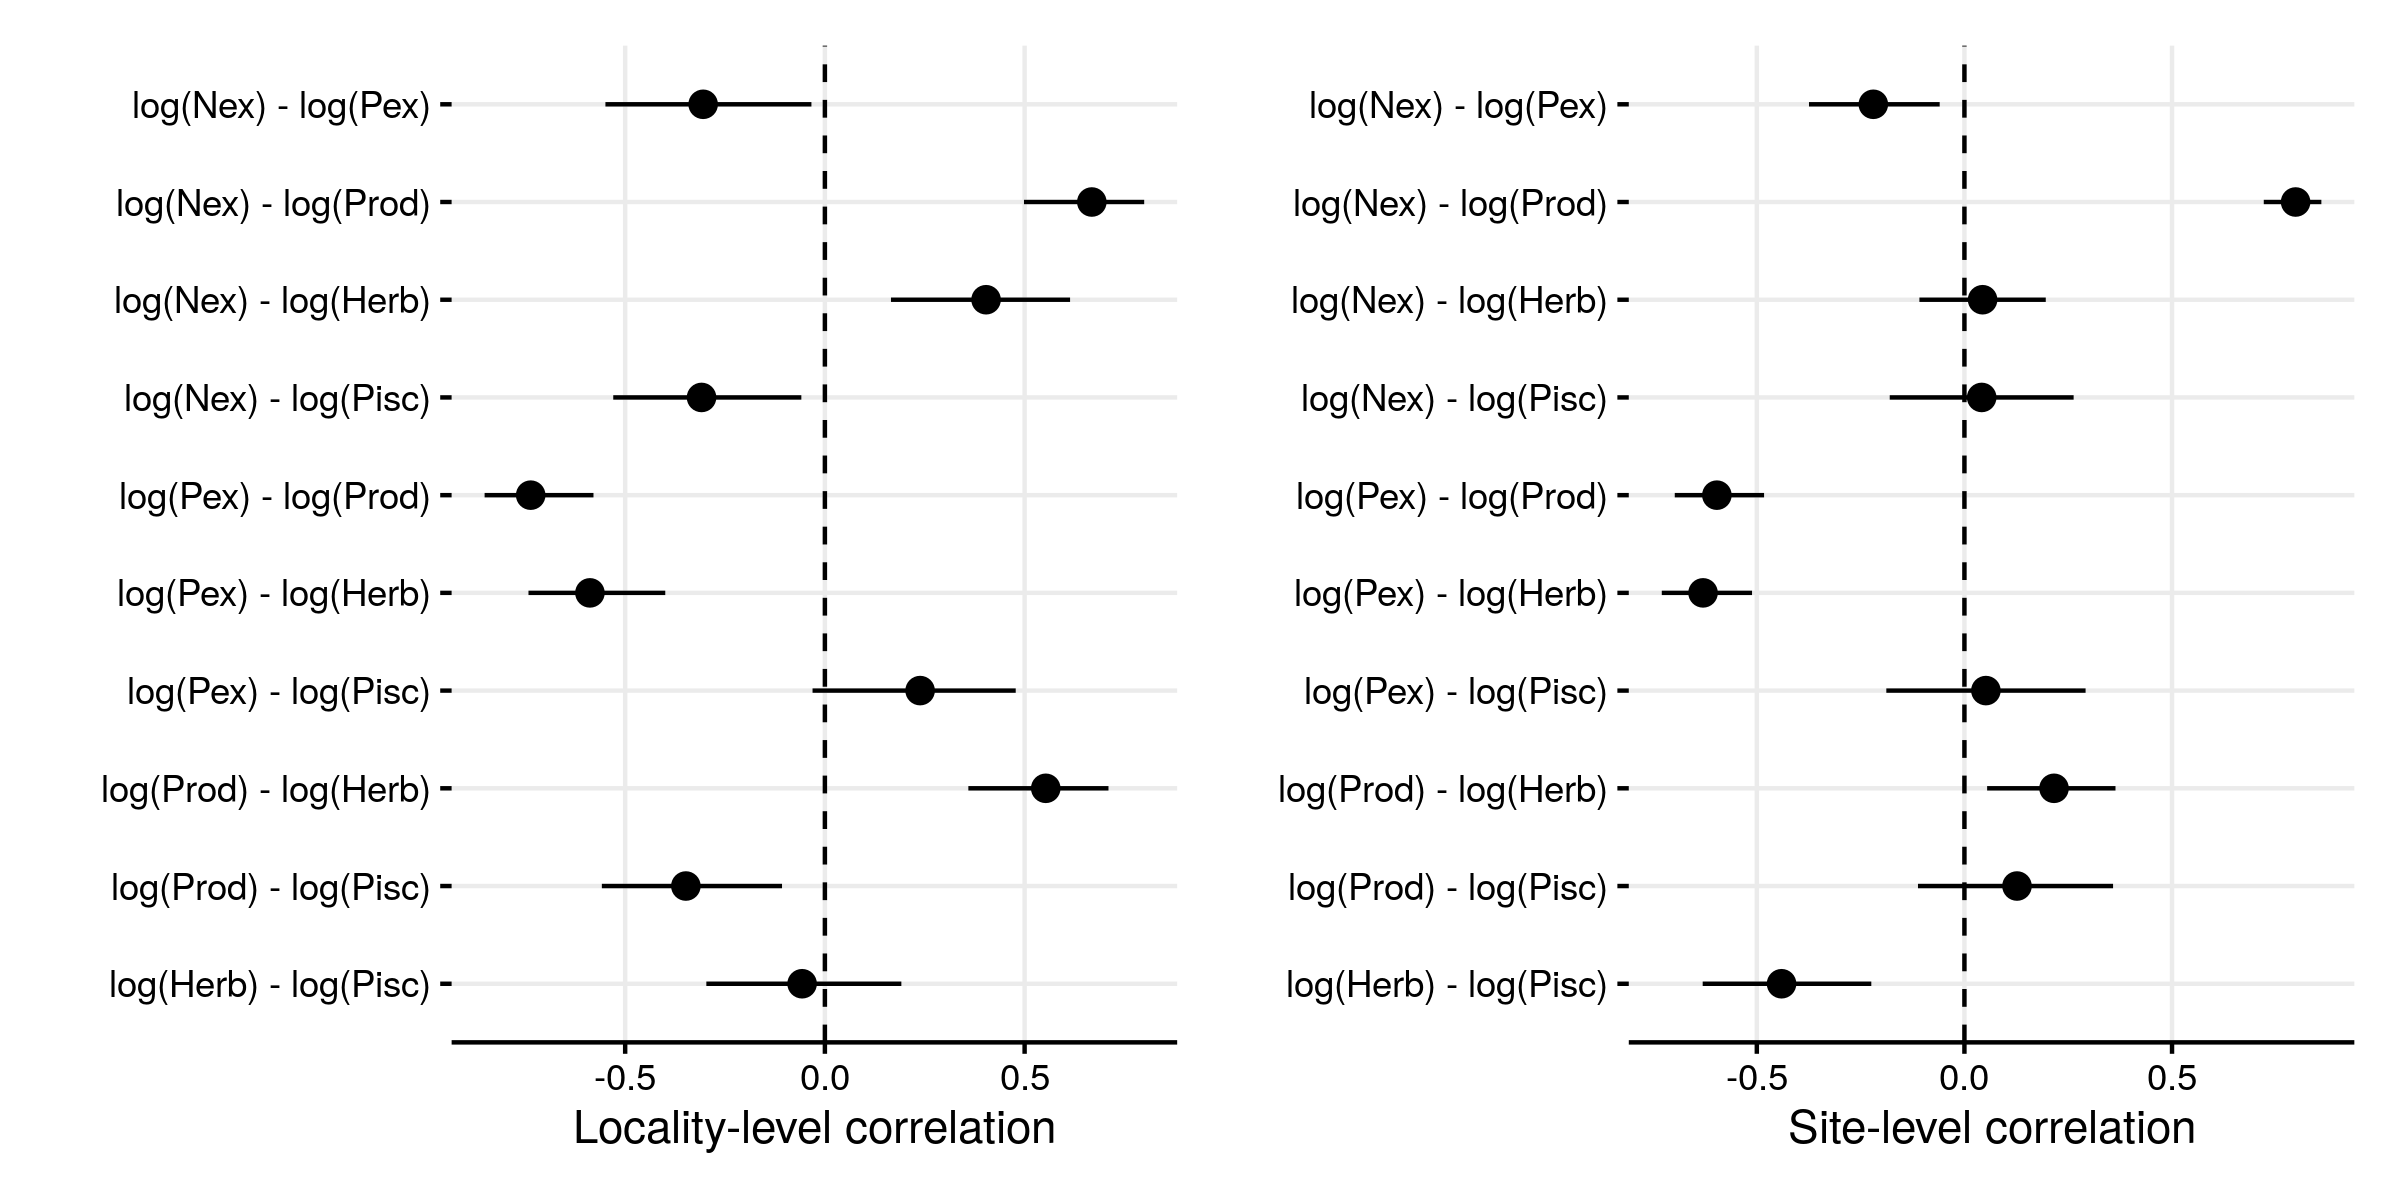 log(Nex) - log(Pex)
log(Nex) - log(Prod)
log(Nex) - log(Herb)
log(Nex) - log(Pisc)
log(Pex) - log(Prod)
log(Pex) - log(Herb)
log(Pex) - log(Pisc)
log(Prod) - log(Herb)
log(Prod) - log(Pisc)
log(Herb) - log(Pisc)
-0.5 0.0 0.5
Locality-level correlation
log(Nex) - log(Pex)
log(Nex) - log(Prod)
log(Nex) - log(Herb)
log(Nex) - log(Pisc)
log(Pex) - log(Prod)
log(Pex) - log(Herb)
log(Pex) - log(Pisc)
log(Prod) - log(Herb)
log(Prod) - log(Pisc)
log(Herb) - log(Pisc)
-0.5 0.0 0.5
Site-level correlation